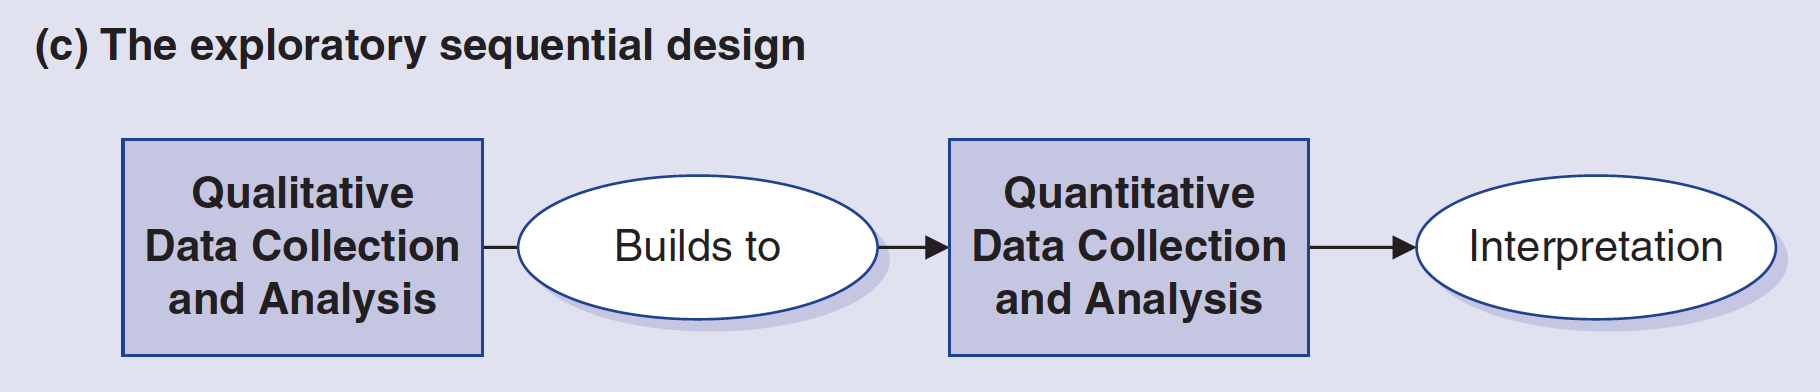 (c) The exploratory sequential design
Qualitative
Data Collection
and Analysis
Builds to
Quantitative
Data Collection
and Analysis
Interpretation